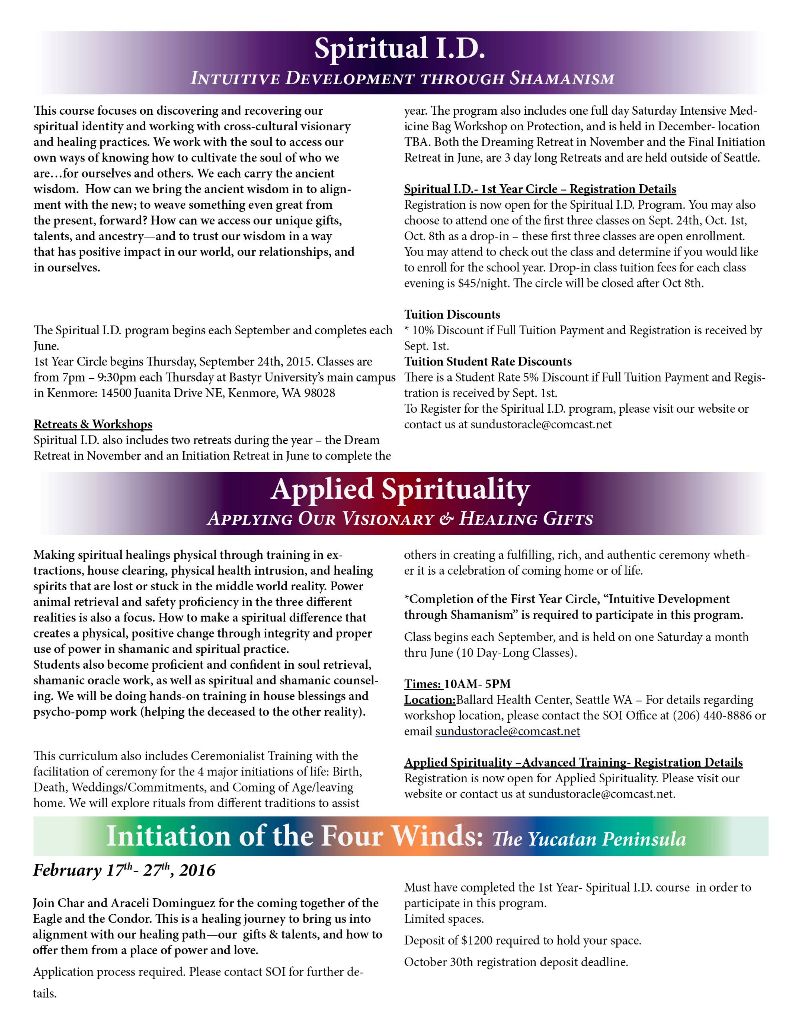 Spiritual I.D.
Intuitive Development through Shamanism
This course focuses on discovering and recovering our
spiritual identity and working with cross-cultural visionary
and healing practices. We work with the soul to access our
own ways of knowing how to cultivate the soul of who we
are…for ourselves and others. We each carry the ancient
wisdom.  How can we bring the ancient wisdom in to align-
ment with the new; to weave something even great from
the present, forward? How can we access our unique gifts,
talents, and ancestry—and to trust our wisdom in a way
that has positive impact in our world, our relationships, and
in ourselves.
The Spiritual I.D. program begins each September and completes each
June.
1st Year Circle begins Thursday, September 24th, 2015. Classes are
from 7pm – 9:30pm each Thursday at Bastyr University's main campus
in Kenmore: 14500 Juanita Drive NE, Kenmore, WA 98028
Retreats & Workshops
Spiritual I.D. also includes two retreats during the year – the Dream
Retreat in November and an Initiation Retreat in June to complete the
year. The program also includes one full day Saturday Intensive Med-
icine Bag Workshop on Protection, and is held in December- location
TBA. Both the Dreaming Retreat in November and the Final Initiation
Retreat in June, are 3 day long Retreats and are held outside of Seattle.
Spiritual I.D.- 1st Year Circle – Registration Details
Registration is now open for the Spiritual I.D. Program. You may also
choose to attend one of the first three classes on Sept. 24th, Oct. 1st,
Oct. 8th as a drop-in – these first three classes are open enrollment.
You may attend to check out the class and determine if you would like
to enroll for the school year. Drop-in class tuition fees for each class
evening is $45/night. The circle will be closed after Oct 8th.
Tuition Discounts
* 10% Discount if Full Tuition Payment and Registration is received by
Sept. 1st.
Tuition Student Rate Discounts
There is a Student Rate 5% Discount if Full Tuition Payment and Regis-
tration is received by Sept. 1st.
To Register for the Spiritual I.D. program, please visit our website or
contact us at sundustoracle@comcast.net
Applied Spirituality
Applying Our Visionary & Healing Gifts
Making spiritual healings physical through training in ex-
tractions, house clearing, physical health intrusion, and healing
spirits that are lost or stuck in the middle world reality. Power
animal retrieval and safety proficiency in the three different
realities is also a focus. How to make a spiritual difference that
creates a physical, positive change through integrity and proper
use of power in shamanic and spiritual practice.
Students also become proficient and confident in soul retrieval,
shamanic oracle work, as well as spiritual and shamanic counsel-
ing. We will be doing hands-on training in house blessings and
psycho-pomp work (helping the deceased to the other reality).
This curriculum also includes Ceremonialist Training with the
facilitation of ceremony for the 4 major initiations of life: Birth,
Death, Weddings/Commitments, and Coming of Age/leaving
home. We will explore rituals from different traditions to assist
others in creating a fulfilling, rich, and authentic ceremony wheth-
er it is a celebration of coming home or of life.
*Completion of the First Year Circle, "Intuitive Development
through Shamanism" is required to participate in this program.
Class begins each September, and is held on one Saturday a month
thru June (10 Day-Long Classes).
Times: 10AM- 5PM
Location:Ballard Health Center, Seattle WA – For details regarding
workshop location, please contact the SOI Office at (206) 440-8886 or
email sundustoracle@comcast.net
Applied Spirituality –Advanced Training- Registration Details
Registration is now open for Applied Spirituality. Please visit our
website or contact us at sundustoracle@comcast.net.
Initiation of the Four Winds: The Yucatan Peninsula
February 17th- 27th, 2016
Join Char and Araceli Dominguez for the coming together of the
Eagle and the Condor. This is a healing journey to bring us into
alignment with our healing path—our  gifts & talents, and how to
offer them from a place of power and love.
Application process required. Please contact SOI for further de-
tails.
Must have completed the 1st Year- Spiritual I.D. course  in order to
participate in this program.
Limited spaces.
Deposit of $1200 required to hold your space.
October 30th registration deposit deadline.